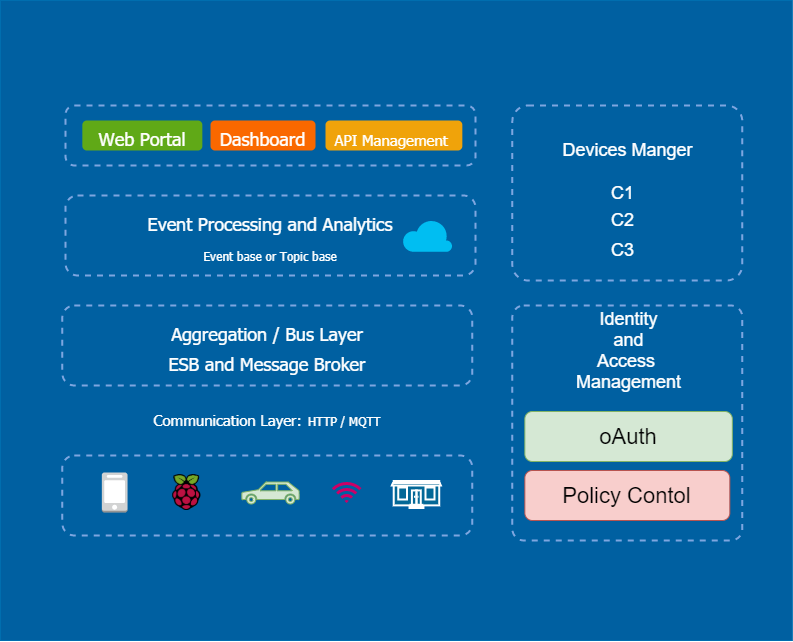 Web Portal
Dashboard
API Management
Event Processing and Analytics
Event base or Topic base
Aggregation / Bus Layer
ESB and Message Broker
Communication Layer: HTTP / MQTT
Devices Manger
C1
C2
C3
Identity
and
Access
Management
oAuth
Policy Contol